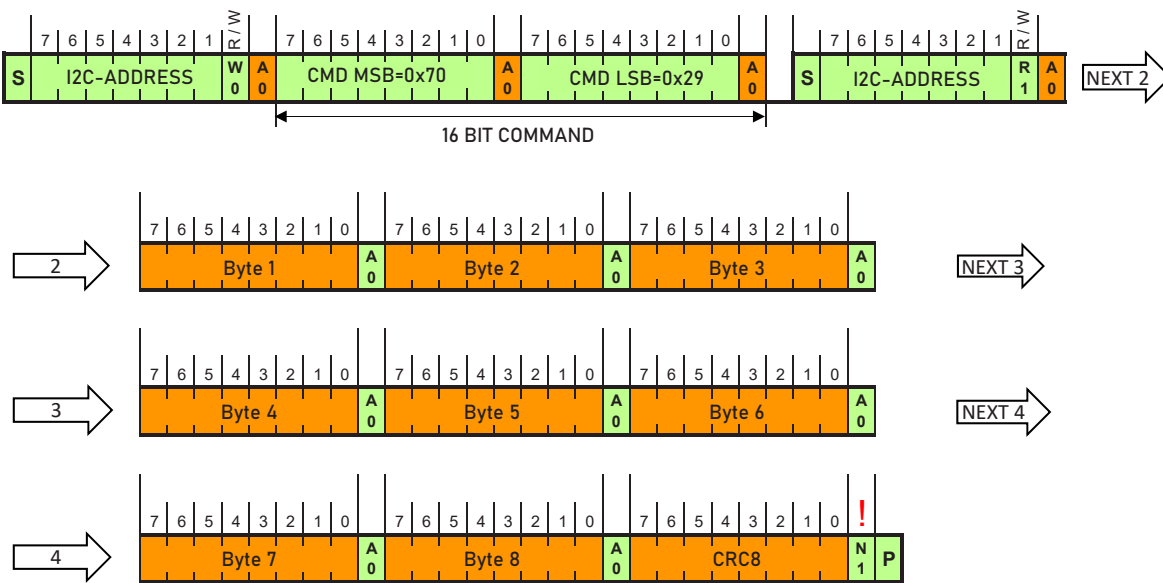 7 6 5 4 3 2 1 R / W 7 6 5 4 3 2 1 0 7 6 5 4 3 2 1 0 7 6 5 4 3 2 1 R / W
S I2C-ADDRESS W 0 A 0 CMD MSB=0x70 A 0 CMD LSB=0x29 A 0 S I2C-ADDRESS R 1 A 0 NEXT 2
16 BIT COMMAND
7 6 5 4 3 2 1 0 7 6 5 4 3 2 1 0 7 6 5 4 3 2 1 0
2 Byte 1 A 0 Byte 2 A 0 Byte 3 A 0 NEXT 3
7 6 5 4 3 2 1 0 7 6 5 4 3 2 1 0 7 6 5 4 3 2 1 0
3 Byte 4 A 0 Byte 5 A 0 Byte 6 A 0 NEXT 4
7 6 5 4 3 2 1 0 7 6 5 4 3 2 1 0 7 6 5 4 3 2 1 0 !
4 Byte 7 A 0 Byte 8 A 0 CRC8 N 1 P